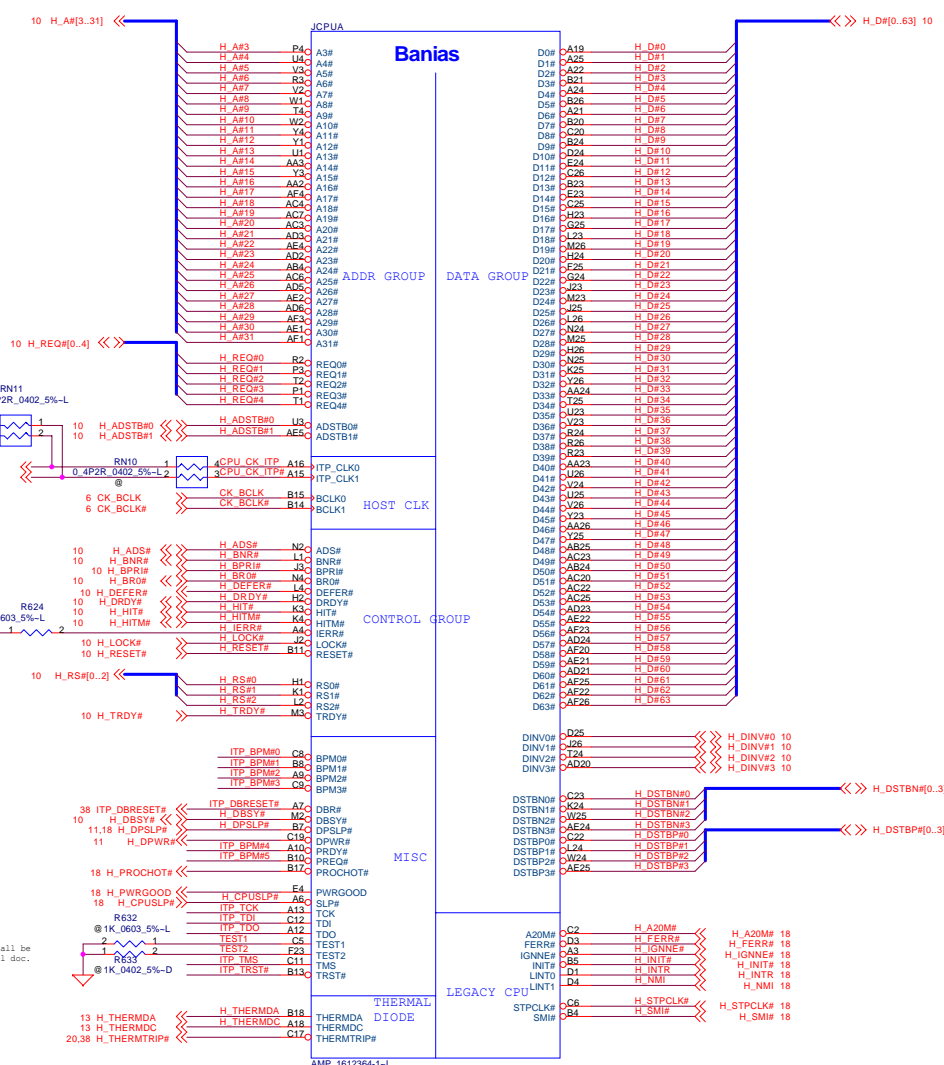 10 H_A#[3..31]
H_D#[0..63] 10
JCPUA
Banias
H_A#3 P4 A3#
H_A#4 U4 A4#
H_A#5 V3 A5#
H_A#6 R3 A6#
H_A#7 V2 A7#
H_A#8 W1 A8#
H_A#9 T4 A9#
H_A#10 W2 A10#
H_A#11 Y4 A11#
H_A#12 Y1 A12#
H_A#13 U1 A13#
H_A#14 AA3 A14#
H_A#15 Y3 A15#
H_A#16 AA2 A16#
H_A#17 AF4 A17#
H_A#18 AC4 A18#
H_A#19 AC7 A19#
H_A#20 AC3 A20#
H_A#21 AD3 A21#
H_A#22 AE4 A22#
H_A#23 AD2 A23#
H_A#24 AB4 A24#
H_A#25 AC6 A25#
H_A#26 AD5 A26#
H_A#27 AE2 A27#
H_A#28 AD6 A28#
H_A#29 AF3 A29#
H_A#30 AE1 A30#
H_A#31 AF1 A31#
ADDR GROUP
10 H_REQ#[0..4]
H_REQ#0 R2 REQ0#
H_REQ#1 P3 REQ1#
H_REQ#2 T2 REQ2#
H_REQ#3 P1 REQ3#
H_REQ#4 T1 REQ4#
RN11
P2R_0402_5%~L
1
2
10 H_ADSTB#0 H_ADSTB#0 U3 ADSTB0#
10 H_ADSTB#1 H_ADSTB#1 AE5 ADSTB1#
RN10
0_4P2R_0402_5%~L
@
1 4 CPU_CK_ITP A16 ITP_CLK0
2 3 CPU_CK_ITP# A15 ITP_CLK1
6 CK_BCLK CK_BCLK B15 BCLK0
6 CK_BCLK# CK_BCLK# B14 BCLK1
HOST CLK
10 H_ADS# H_ADS# N2 ADS#
10 H_BNR# H_BNR# L1 BNR#
10 H_BPRI# H_BPRI# J3 BPRI#
10 H_BR0# H_BR0# N4 BR0#
10 H_DEFER# H_DEFER# L4 DEFER#
10 H_DRDY# H_DRDY# H2 DRDY#
10 H_HIT# H_HIT# K3 HIT#
10 H_HITM# H_HITM# K4 HITM#
R624
603_5%~L
1 2 H_IERR# A4 IERR#
10 H_LOCK# H_LOCK# J2 LOCK#
10 H_RESET# H_RESET# B11 RESET#
CONTROL GROUP
10 H_RS#[0..2]
H_RS#0 H1 RS0#
H_RS#1 K1 RS1#
H_RS#2 L2 RS2#
10 H_TRDY# H_TRDY# M3 TRDY#
ITP_BPM#0 C8 BPM0#
ITP_BPM#1 B8 BPM1#
ITP_BPM#2 A9 BPM2#
ITP_BPM#3 C9 BPM3#
38 ITP_DBRESET# ITP_DBRESET# A7 DBR#
10 H_DBSY# H_DBSY# M2 DBSY#
11,18 H_DPSLP# H_DPSLP# B7 DPSLP#
11 H_DPWR# C19 DPWR#
ITP_BPM#4 A10 PRDY#
ITP_BPM#5 B10 PREQ#
18 H_PROCHOT# B17 PROCHOT#
MISC
18 H_PWRGOOD E4 PWRGOOD
18 H_CPUSLP# H_CPUSLP# A6 SLP#
ITP_TCK A13 TCK
ITP_TDI C12 TDI
ITP_TDO A12 TDO
R632
@1K_0603_5%~L
2 1 TEST1 C5 TEST1
2 1 TEST2 F23 TEST2
R633
@1K_0402_5%~D
ITP_TMS C11 TMS
ITP_TRST# B13 TRST#
all be
l doc.
THERMAL
DIODE
13 H_THERMDA H_THERMDA B18 THERMDA
13 H_THERMDC H_THERMDC A18 THERMDC
20,38 H_THERMTRIP# C17 THERMTRIP#
AMP_1612364-1~L
D0# A19 H_D#0
D1# A25 H_D#1
D2# A22 H_D#2
D3# B21 H_D#3
D4# A24 H_D#4
D5# B26 H_D#5
D6# A21 H_D#6
D7# B20 H_D#7
D8# C20 H_D#8
D9# B24 H_D#9
D10# D24 H_D#10
D11# E24 H_D#11
D12# C26 H_D#12
D13# B23 H_D#13
D14# E23 H_D#14
D15# C25 H_D#15
D16# H23 H_D#16
D17# G25 H_D#17
D18# L23 H_D#18
D19# M26 H_D#19
D20# H24 H_D#20
D21# F25 H_D#21
D22# G24 H_D#22
D23# J23 H_D#23
D24# M23 H_D#24
D25# J25 H_D#25
D26# L26 H_D#26
D27# N24 H_D#27
D28# M25 H_D#28
D29# H26 H_D#29
D30# N25 H_D#30
D31# K25 H_D#31
D32# Y26 H_D#32
D33# AA24 H_D#33
D34# T25 H_D#34
D35# U23 H_D#35
D36# V23 H_D#36
D37# R24 H_D#37
D38# R26 H_D#38
D39# R23 H_D#39
D40# AA23 H_D#40
D41# U26 H_D#41
D42# V24 H_D#42
D43# U25 H_D#43
D44# V26 H_D#44
D45# Y23 H_D#45
D46# AA26 H_D#46
D47# Y25 H_D#47
D48# AB25 H_D#48
D49# AC23 H_D#49
D50# AB24 H_D#50
D51# AC20 H_D#51
D52# AC22 H_D#52
D53# AC25 H_D#53
D54# AD23 H_D#54
D55# AE22 H_D#55
D56# AF23 H_D#56
D57# AD24 H_D#57
D58# AF20 H_D#58
D59# AE21 H_D#59
D60# AD21 H_D#60
D61# AF25 H_D#61
D62# AF22 H_D#62
D63# AF26 H_D#63
DATA GROUP
DINV0# D25 H_DINV#0 10
DINV1# J26 H_DINV#1 10
DINV2# T24 H_DINV#2 10
DINV3# AD20 H_DINV#3 10
DSTBN0# C23 H_DSTBN#0
DSTBN1# K24 H_DSTBN#1
DSTBN2# W25 H_DSTBN#2
DSTBN3# AE24 H_DSTBN#3
DSTBP0# C22 H_DSTBP#0
DSTBP1# L24 H_DSTBP#1
DSTBP2# W24 H_DSTBP#2
DSTBP3# AE25 H_DSTBP#3
H_DSTBN#[0..3]
H_DSTBP#[0..3]
A20M# C2 H_A20M# H_A20M# 18
FERR# D3 H_FERR# H_FERR# 18
IGNNE# A3 H_IGNNE# H_IGNNE# 18
INIT# B5 H_INIT# H_INIT# 18
LINT0 D1 H_INTR H_INTR 18
LINT1 D4 H_NMI H_NMI 18
LEGACY CPU
STPCLK# C6 H_STPCLK# H_STPCLK# 18
SMI# B4 H_SMI# H_SMI# 18